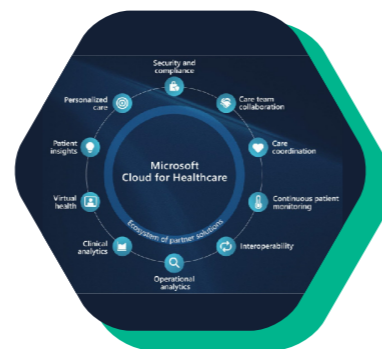 Security and
compliance
Care team
collaboration
Care
coordination
Continuous patient
monitoring
Interoperability
Operational
analytics
Clinical
analytics
Virtual
health
Patient
insights
Personalized
care
Microsoft
Cloud for Healthcare
Ecosystem of partner solutions